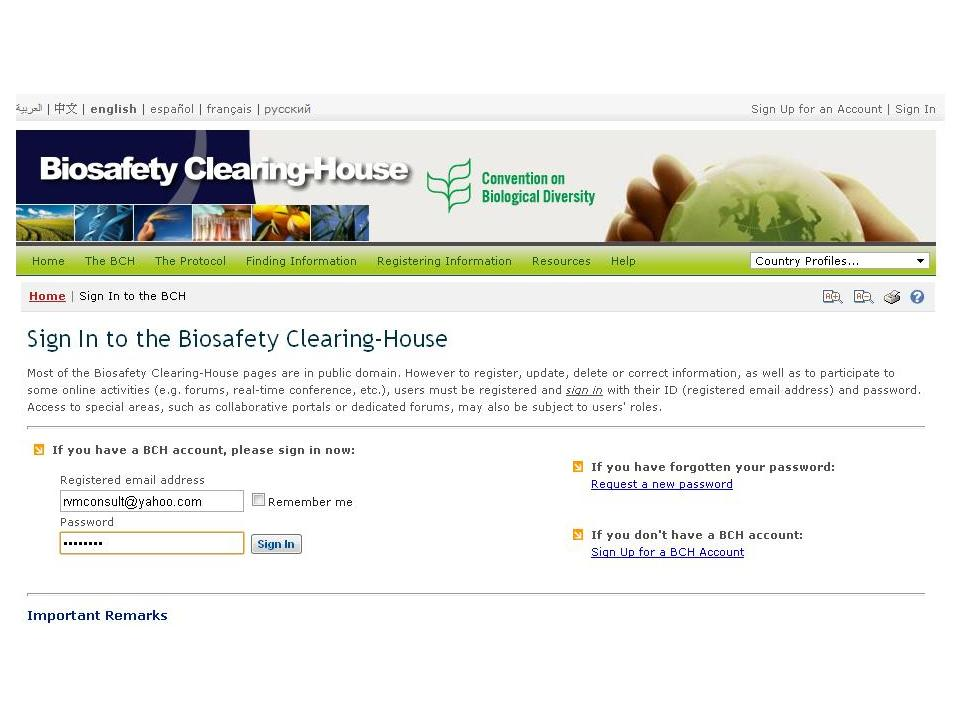 العربية | 中文 | english | español | français | русский
Sign Up for an Account | Sign In
Biosafety Clearing-House
Convention on
Biological Diversity
Home The BCH The Protocol Finding Information Registering Information Resources Help Country Profiles...
Home | Sign In to the BCH
Sign In to the Biosafety Clearing-House
Most of the Biosafety Clearing-House pages are in public domain. However to register, update, delete or correct information, as well as to participate to
some online activities (e.g. forums, real-time conference, etc.), users must be registered and sign in with their ID (registered email address) and password.
Access to special areas, such as collaborative portals or dedicated forums, may also be subject to users' roles.
If you have a BCH account, please sign in now:
Registered email address
rvmconsult@yahoo.com
Remember me
Password
••••••••
Sign In
If you have forgotten your password:
Request a new password
If you don't have a BCH account:
Sign Up for a BCH Account
Important Remarks